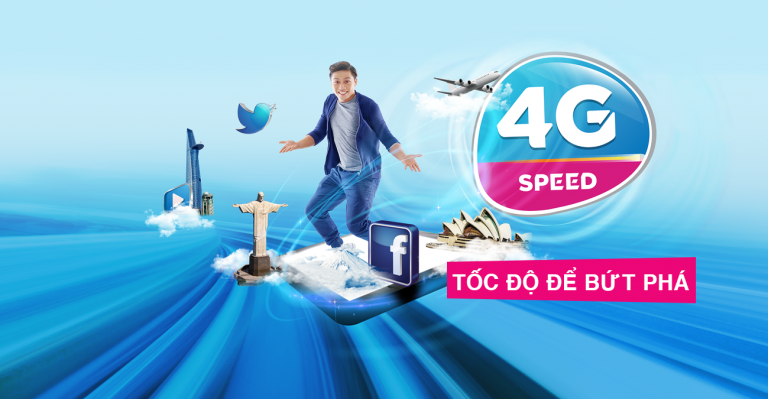 4G
SPEED
TỐC ĐỘ ĐỂ BỨT PHÁ
f